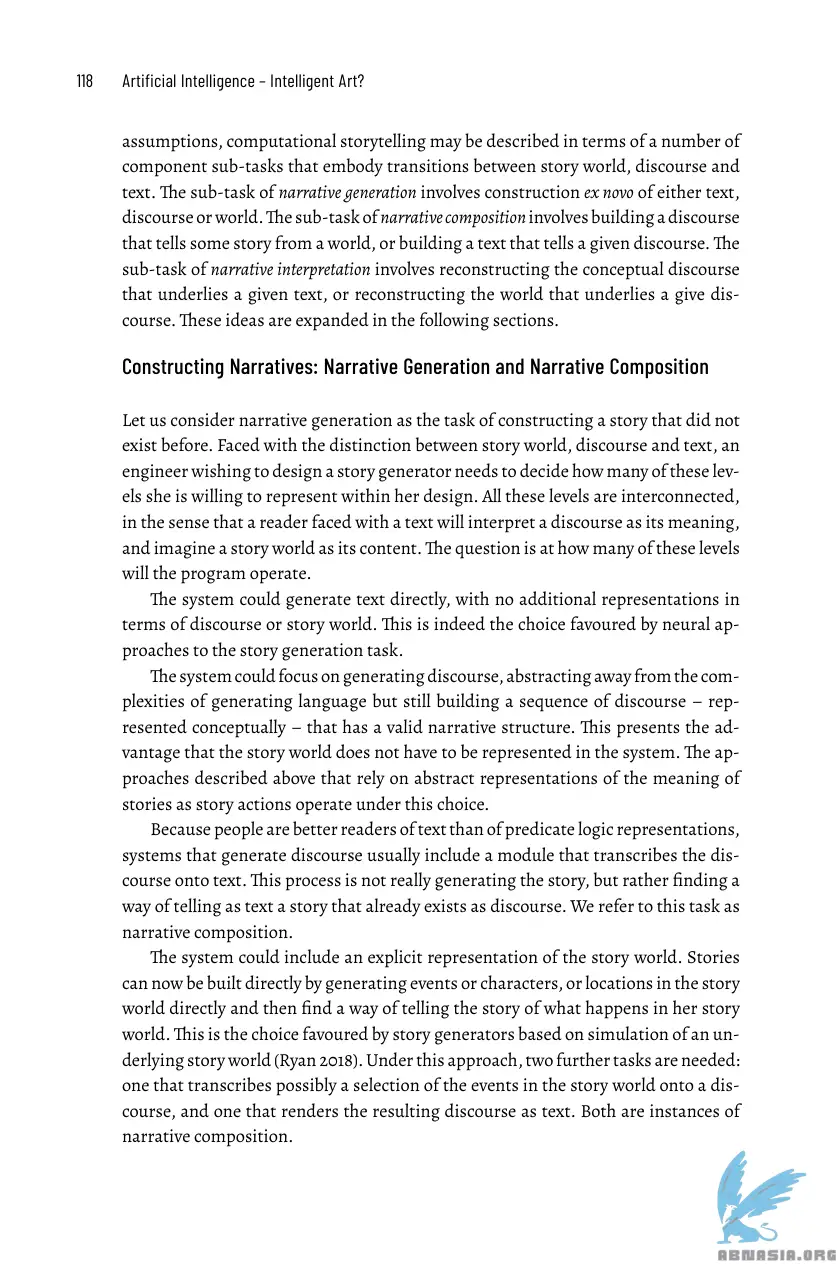 118 Artificial Intelligence – Intelligent Art?
assumptions, computational storytelling may be described in terms of a number of
component sub-tasks that embody transitions between story world, discourse and
text. The sub-task of narrative generation involves construction ex novo of either text,
discourse or world. The sub-task of narrative composition involves building a discourse
that tells some story from a world, or building a text that tells a given discourse. The
sub-task of narrative interpretation involves reconstructing the conceptual discourse
that underlies a given text, or reconstructing the world that underlies a give dis-
course. These ideas are expanded in the following sections.
Constructing Narratives: Narrative Generation and Narrative Composition
Let us consider narrative generation as the task of constructing a story that did not
exist before. Faced with the distinction between story world, discourse and text, an
engineer wishing to design a story generator needs to decide how many of these lev-
els she is willing to represent within her design. All these levels are interconnected,
in the sense that a reader faced with a text will interpret a discourse as its meaning,
and imagine a story world as its content. The question is at how many of these levels
will the program operate.
The system could generate text directly, with no additional representations in
terms of discourse or story world. This is indeed the choice favoured by neural ap-
proaches to the story generation task.
The system could focus on generating discourse, abstracting away from the com-
plexities of generating language but still building a sequence of discourse – rep-
resented conceptually – that has a valid narrative structure. This presents the ad-
vantage that the story world does not have to be represented in the system. The ap-
proaches described above that rely on abstract representations of the meaning of
stories as story actions operate under this choice.
Because people are better readers of text than of predicate logic representations,
systems that generate discourse usually include a module that transcribes the dis-
course onto text. This process is not really generating the story, but rather finding a
way of telling as text a story that already exists as discourse. We refer to this task as
narrative composition.
The system could include an explicit representation of the story world. Stories
can now be built directly by generating events or characters, or locations in the story
world directly and then find a way of telling the story of what happens in her story
world. This is the choice favoured by story generators based on simulation of an un-
derlying story world (Ryan 2018). Under this approach, two further tasks are needed:
one that transcribes possibly a selection of the events in the story world onto a dis-
course, and one that renders the resulting discourse as text. Both are instances of
narrative composition.
ABNASIA.ORG